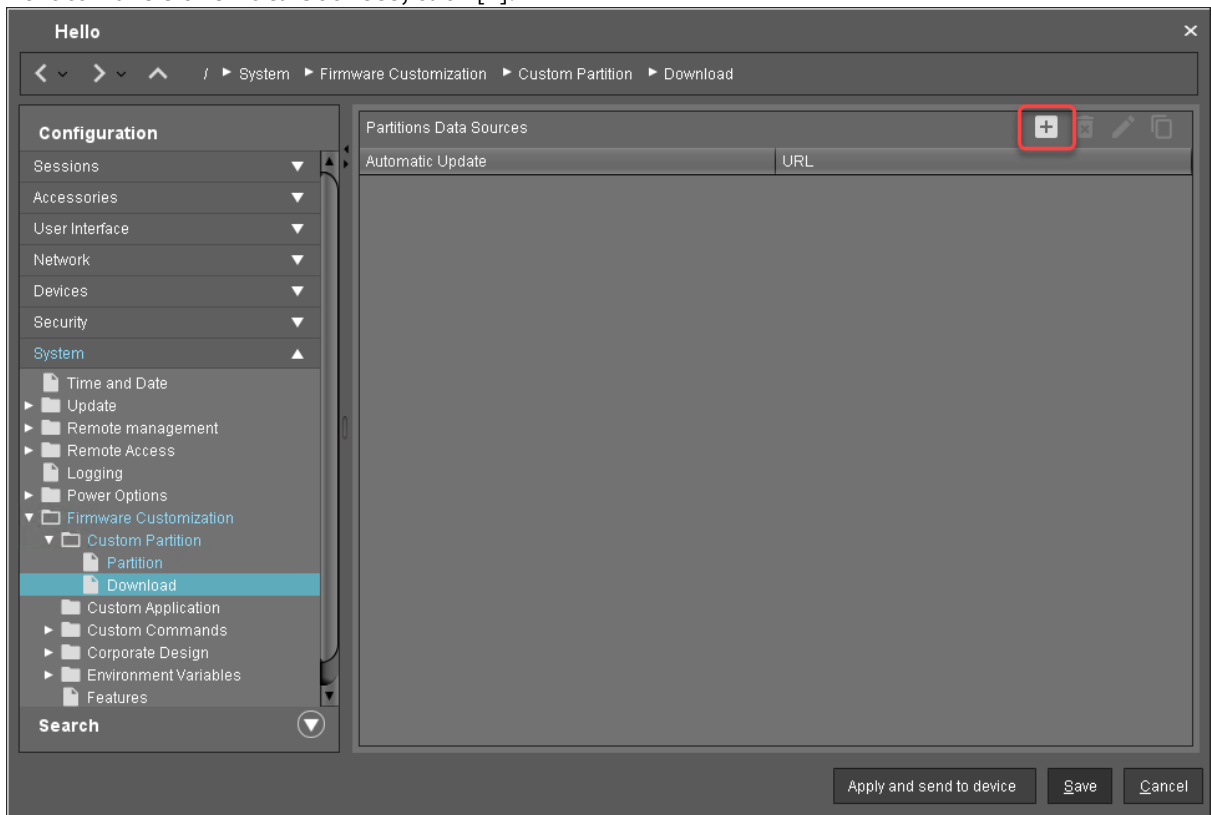 Hello
/ System Firmware Customization Custom Partition Download
Configuration
Sessions
Accessories
User Interface
Network
Devices
Security
System
Time and Date
Update
Remote management
Remote Access
Logging
Power Options
Firmware Customization
Custom Partition
Partition
Download
Custom Application
Custom Commands
Corporate Design
Environment Variables
Features
Search
Partitions Data Sources
Automatic Update URL
Apply and send to device Save Cancel